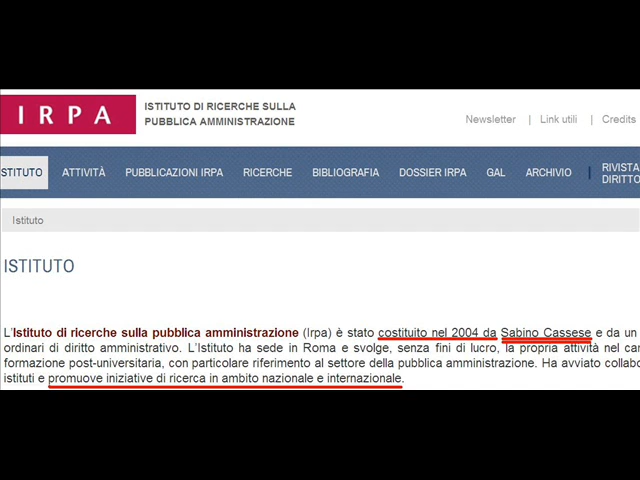 IRPA
ISTITUTO DI RICERCHE SULLA
PUBBLICA AMMINISTRAZIONE
Newsletter | Link utili | Credits
STITUTO ATTIVITÀ PUBBLICAZIONI IRPA RICERCHE BIBLIOGRAFIA DOSSIER IRPA GAL ARCHIVIO | RIVISTA
DIRITTO
Istituto
ISTITUTO
L'Istituto di ricerche sulla pubblica amministrazione (Irpa) è stato costituito nel 2004 da Sabino Cassese e da un
ordinari di diritto amministrativo. L'Istituto ha sede in Roma e svolge, senza fini di lucro, la propria attività nel
formazione post-universitaria, con particolare riferimento al settore della pubblica amministrazione. Ha avviato
istituti e promuove iniziative di ricerca in ambito nazionale e internazionale.